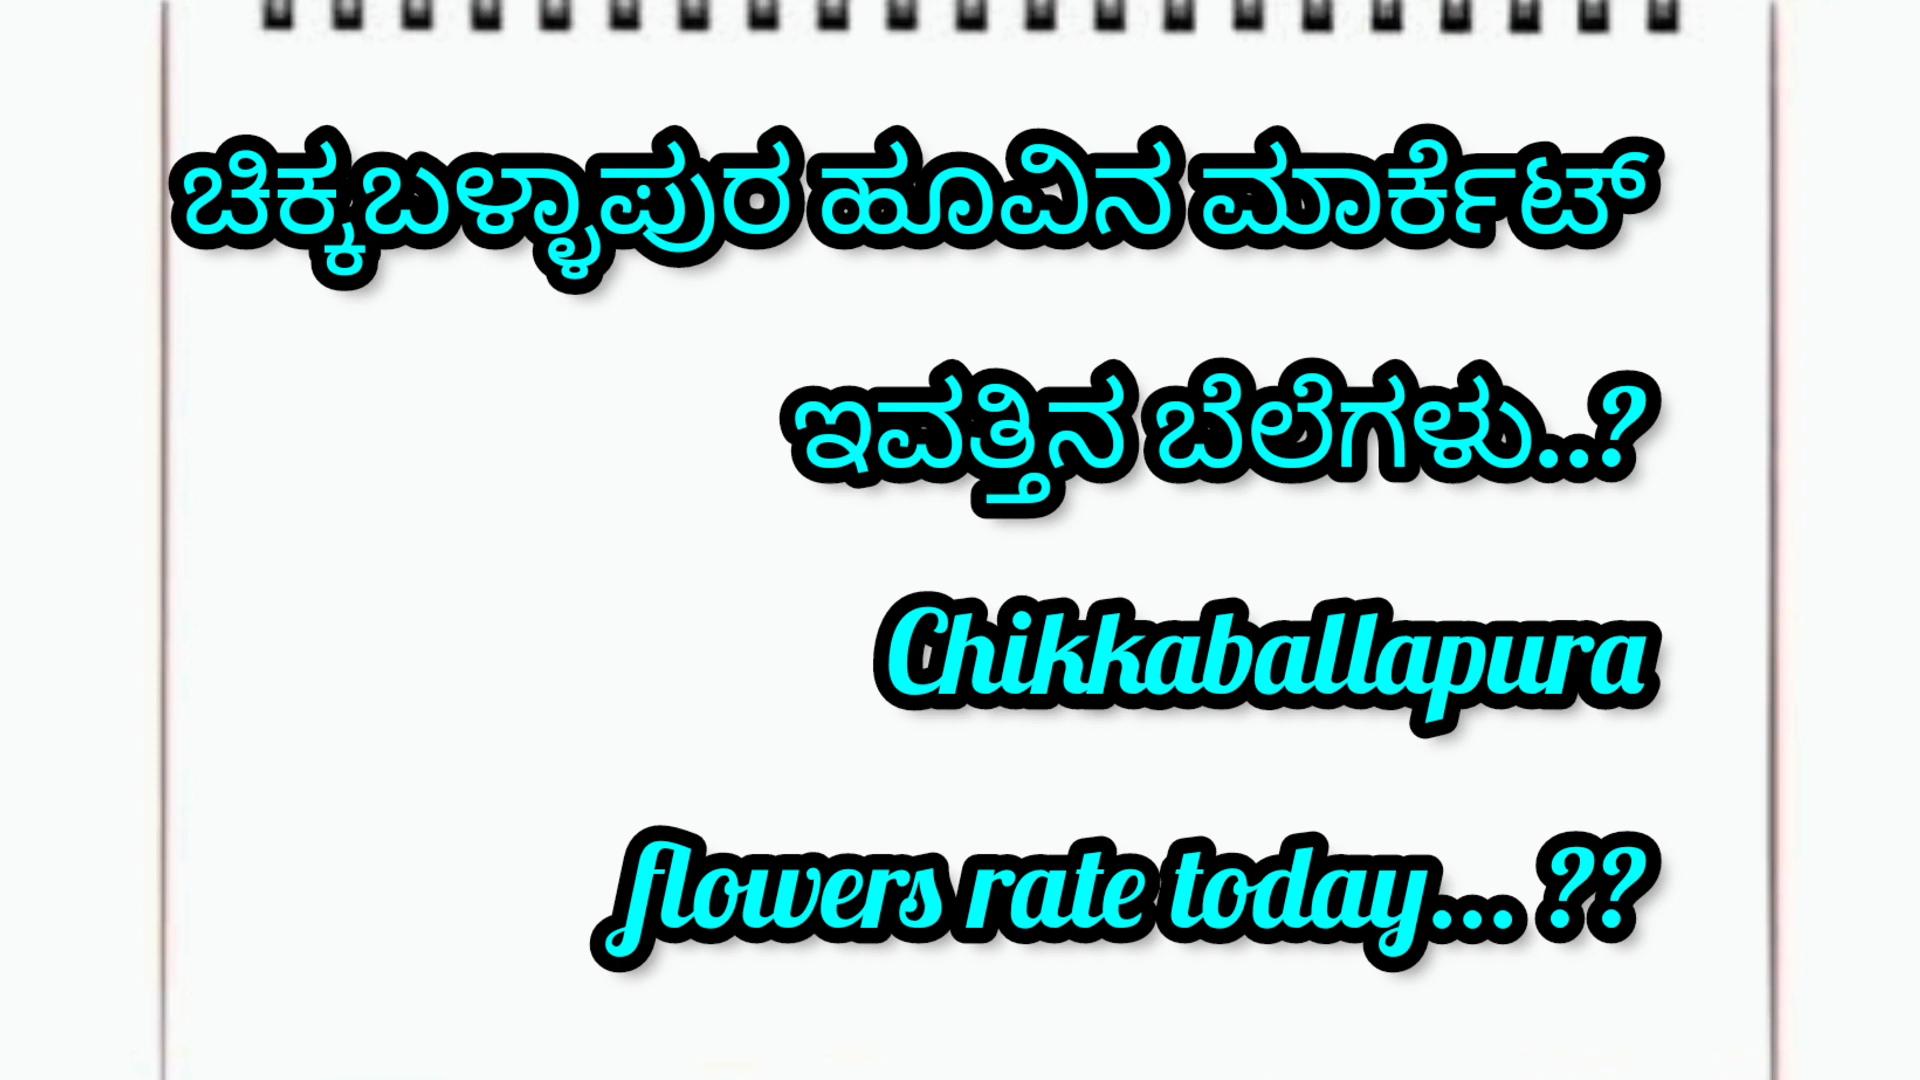 ಚಿಕ್ಕಬಳ್ಳಾಪುರ ಹೂವಿನ ಮಾರ್ಕೆಟ್
ಇವತ್ತಿನ ಬೆಲೆಗಳು..?
Chikkaballapura
flowers rate today... ??